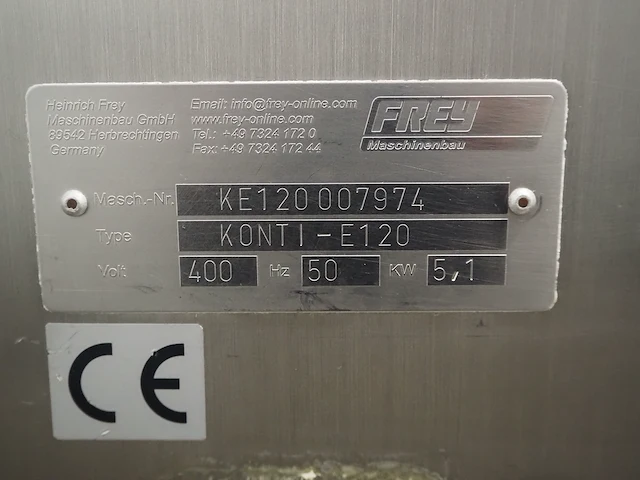 Heinrich Frey
Maschinenbau GmbH
89542 Herbrechtingen
Germany
Email: info@frey-online.com
www.frey-online.com
Tel.: +49 7324 172 0
Fax: +49 7324 172 44
FREY
Maschinenbau
Masch.-Nr. KE120 007974
Type KONTI-E120
Volt 400 Hz 50 KW 5,1
CE